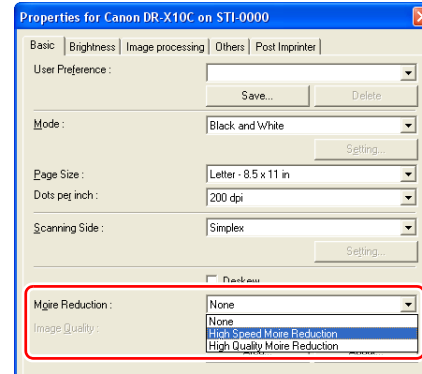 Properties for Canon DR-X10C on STI-0000
Basic Brightness Image processing Others Post Imprinter
User Preference :
Save... Delete
Mode : Black and White
Setting...
Page Size : Letter - 8.5 x 11 in
Dots per inch : 200 dpi
Scanning Side : Simplex
Setting...
Deskew
Moire Reduction : None
None
Image Quality :
High Speed Moire Reduction
High Quality Moire Reduction